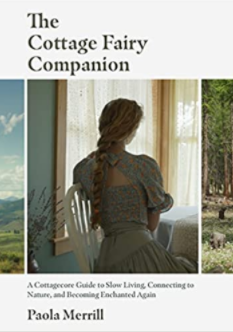 The
Cottage Fairy
Companion
A Cottagecore Guide to Slow Living, Connecting to
Nature, and Becoming Enchanted Again
Paola Merrill